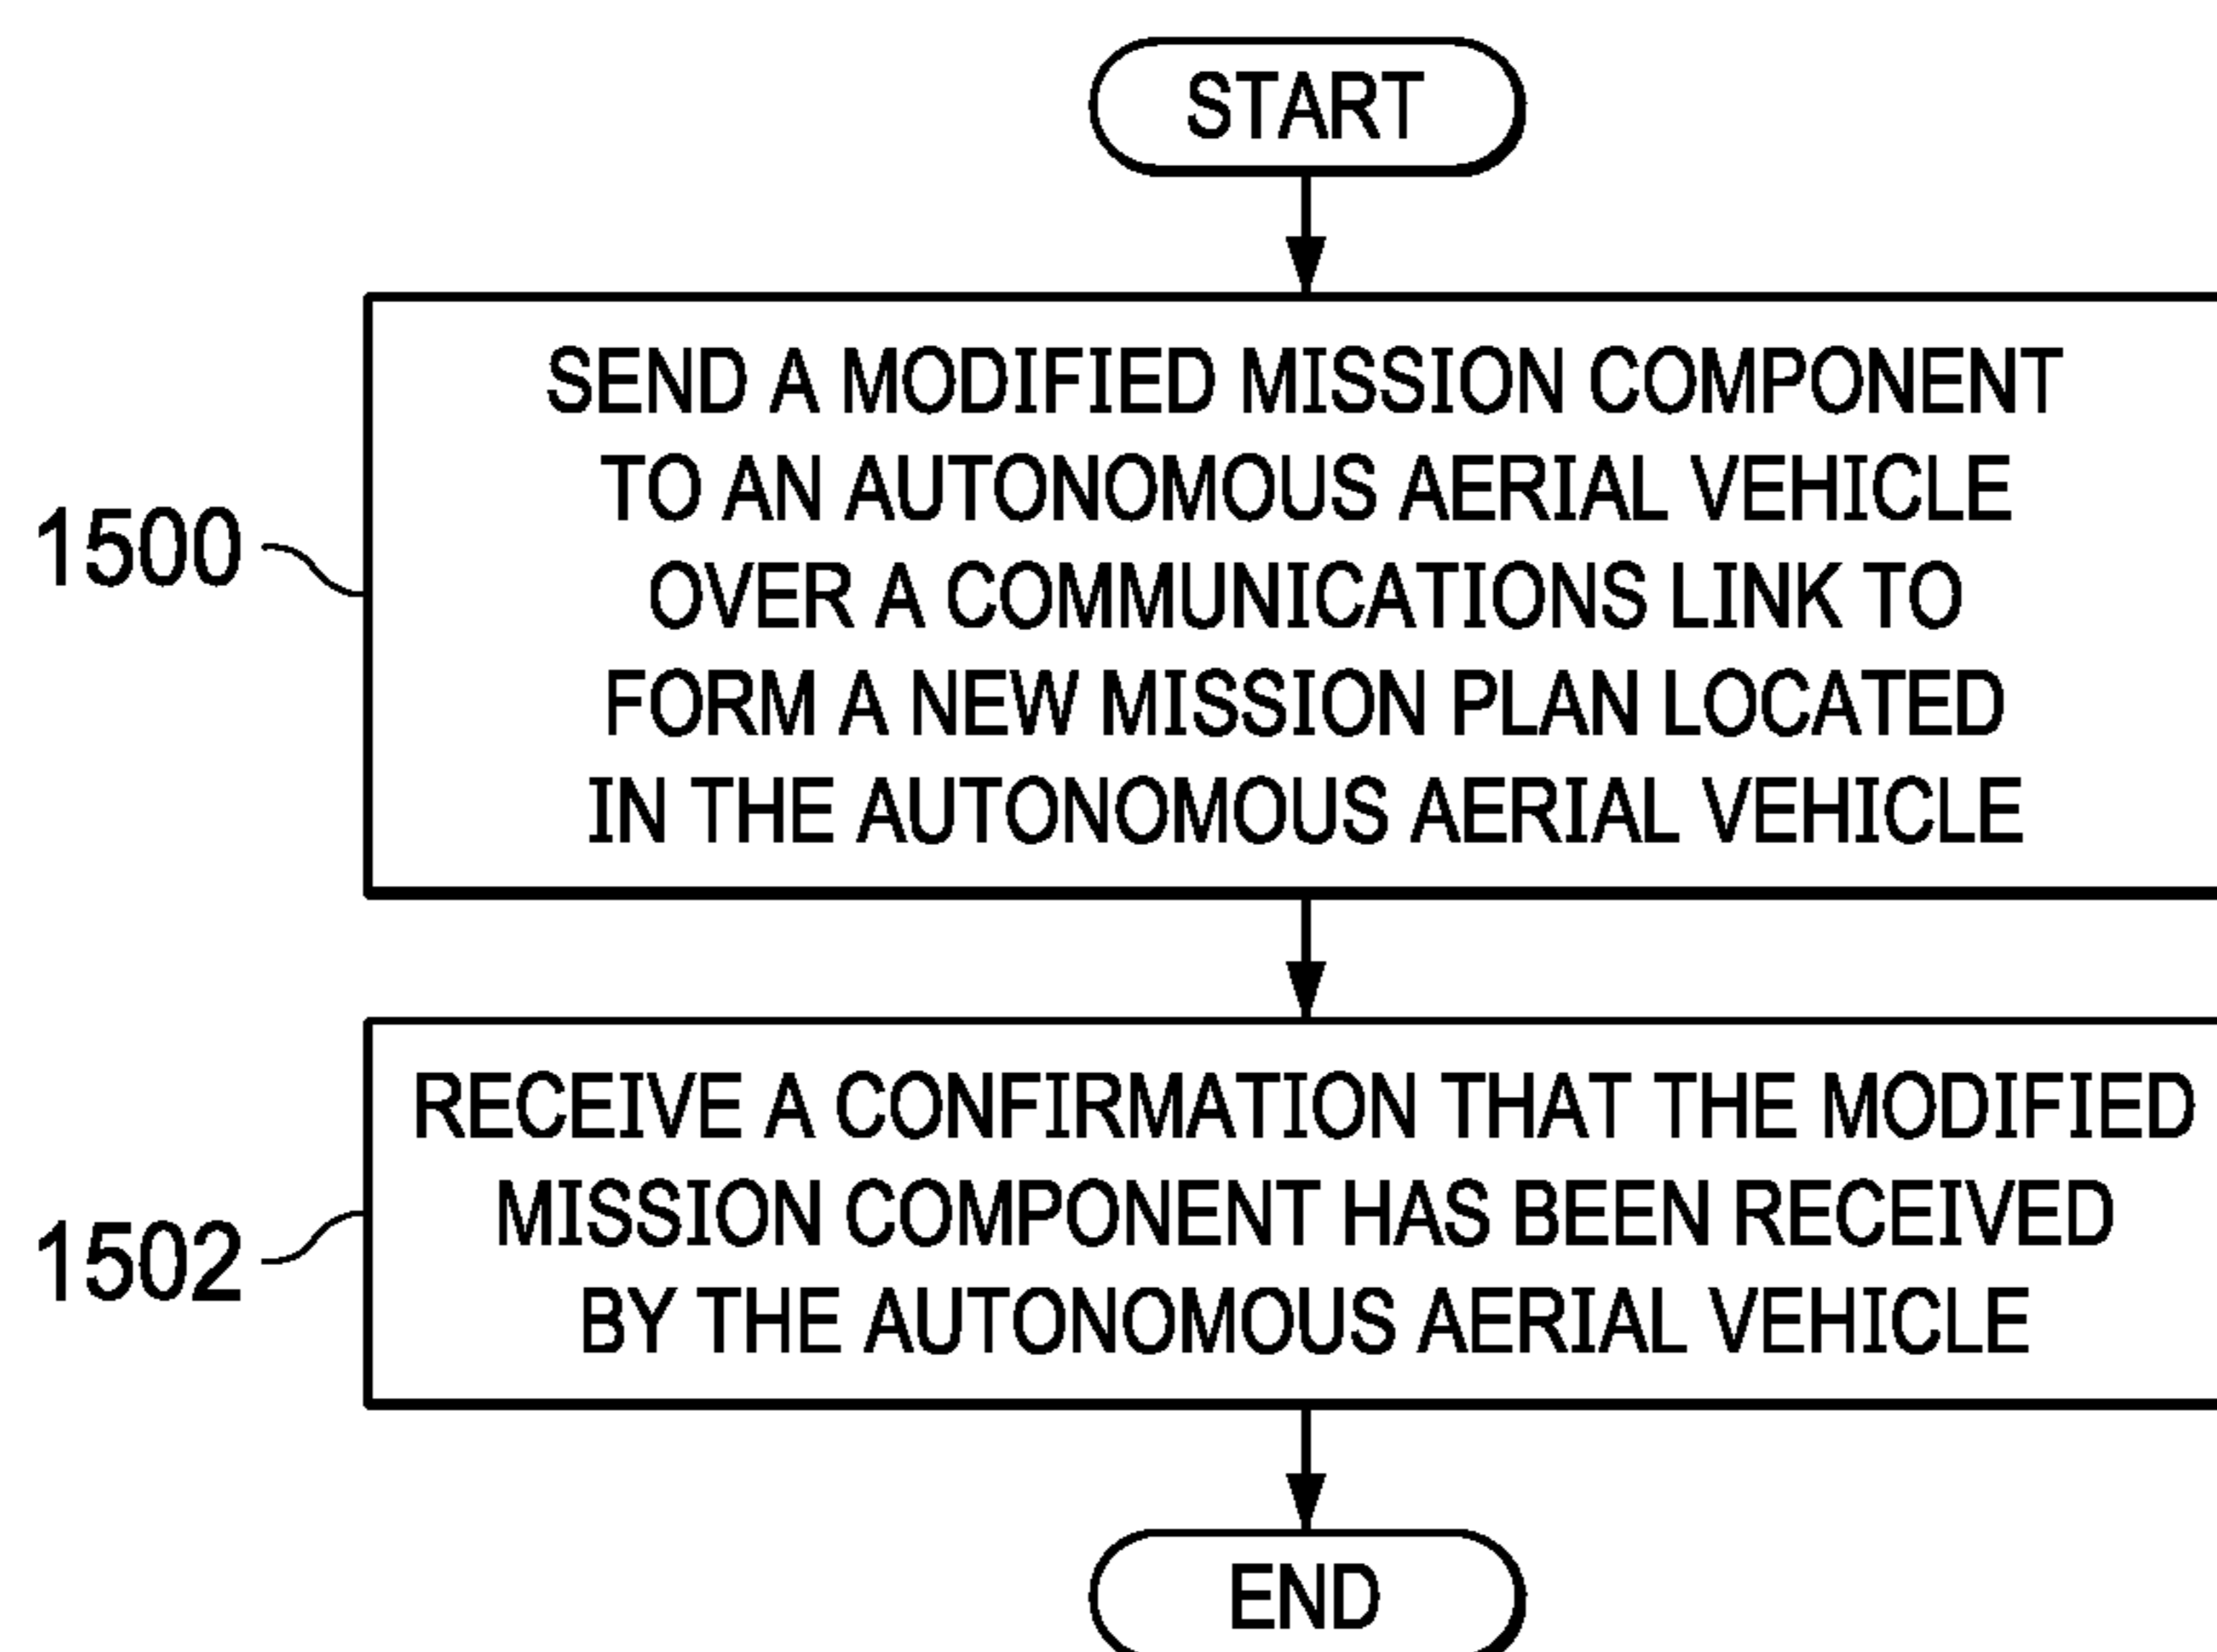 START
SEND A MODIFIED MISSION COMPONENT
TO AN AUTONOMOUS AERIAL VEHICLE
OVER A COMMUNICATIONS LINK TO
FORM A NEW MISSION PLAN LOCATED
IN THE AUTONOMOUS AERIAL VEHICLE
1500
RECEIVE A CONFIRMATION THAT THE MODIFIED
MISSION COMPONENT HAS BEEN RECEIVED
BY THE AUTONOMOUS AERIAL VEHICLE
1502
END